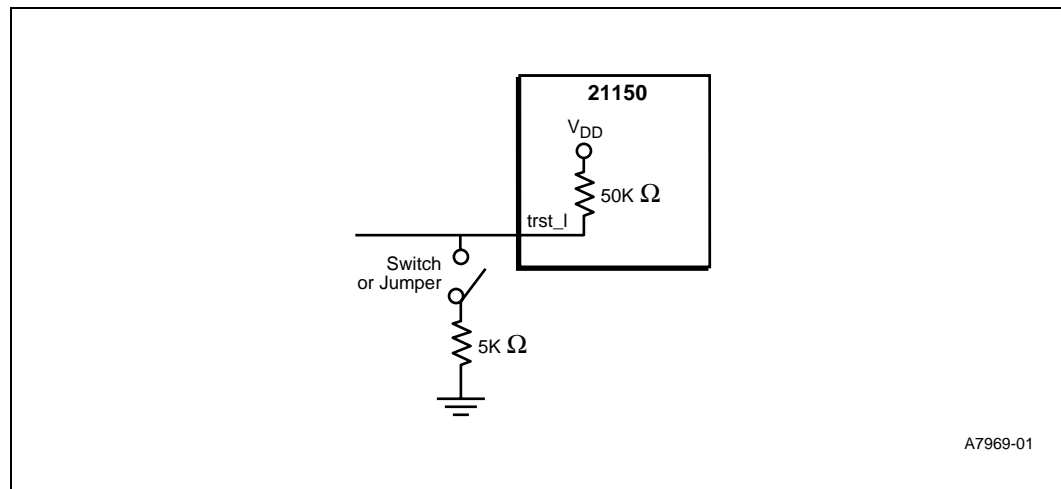 21150
VDD
50K Ω
trst_l
Switch
or Jumper
5K Ω
A7969-01